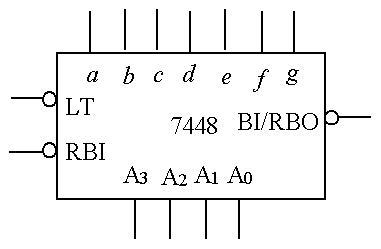 a b c d e f g
LT
7448 BI/RBO
RBI
A3 A2 A1 A0